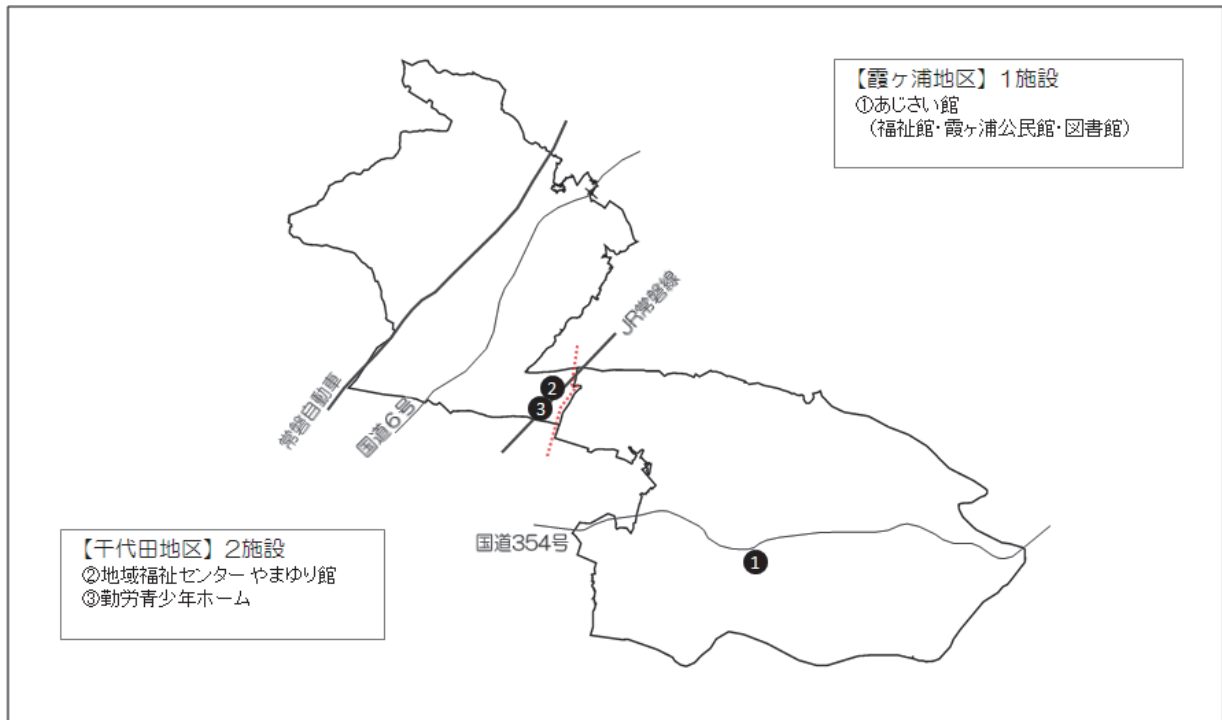 【霞ヶ浦地区】1施設
①あじさい館
（福祉館・霞ヶ浦公民館・図書館）
JR常磐線
常磐自動車
国道6号
❷
❸
国道354号
❶
【千代田地区】2施設
②地域福祉センター やまゆり館
③勤労青少年ホーム